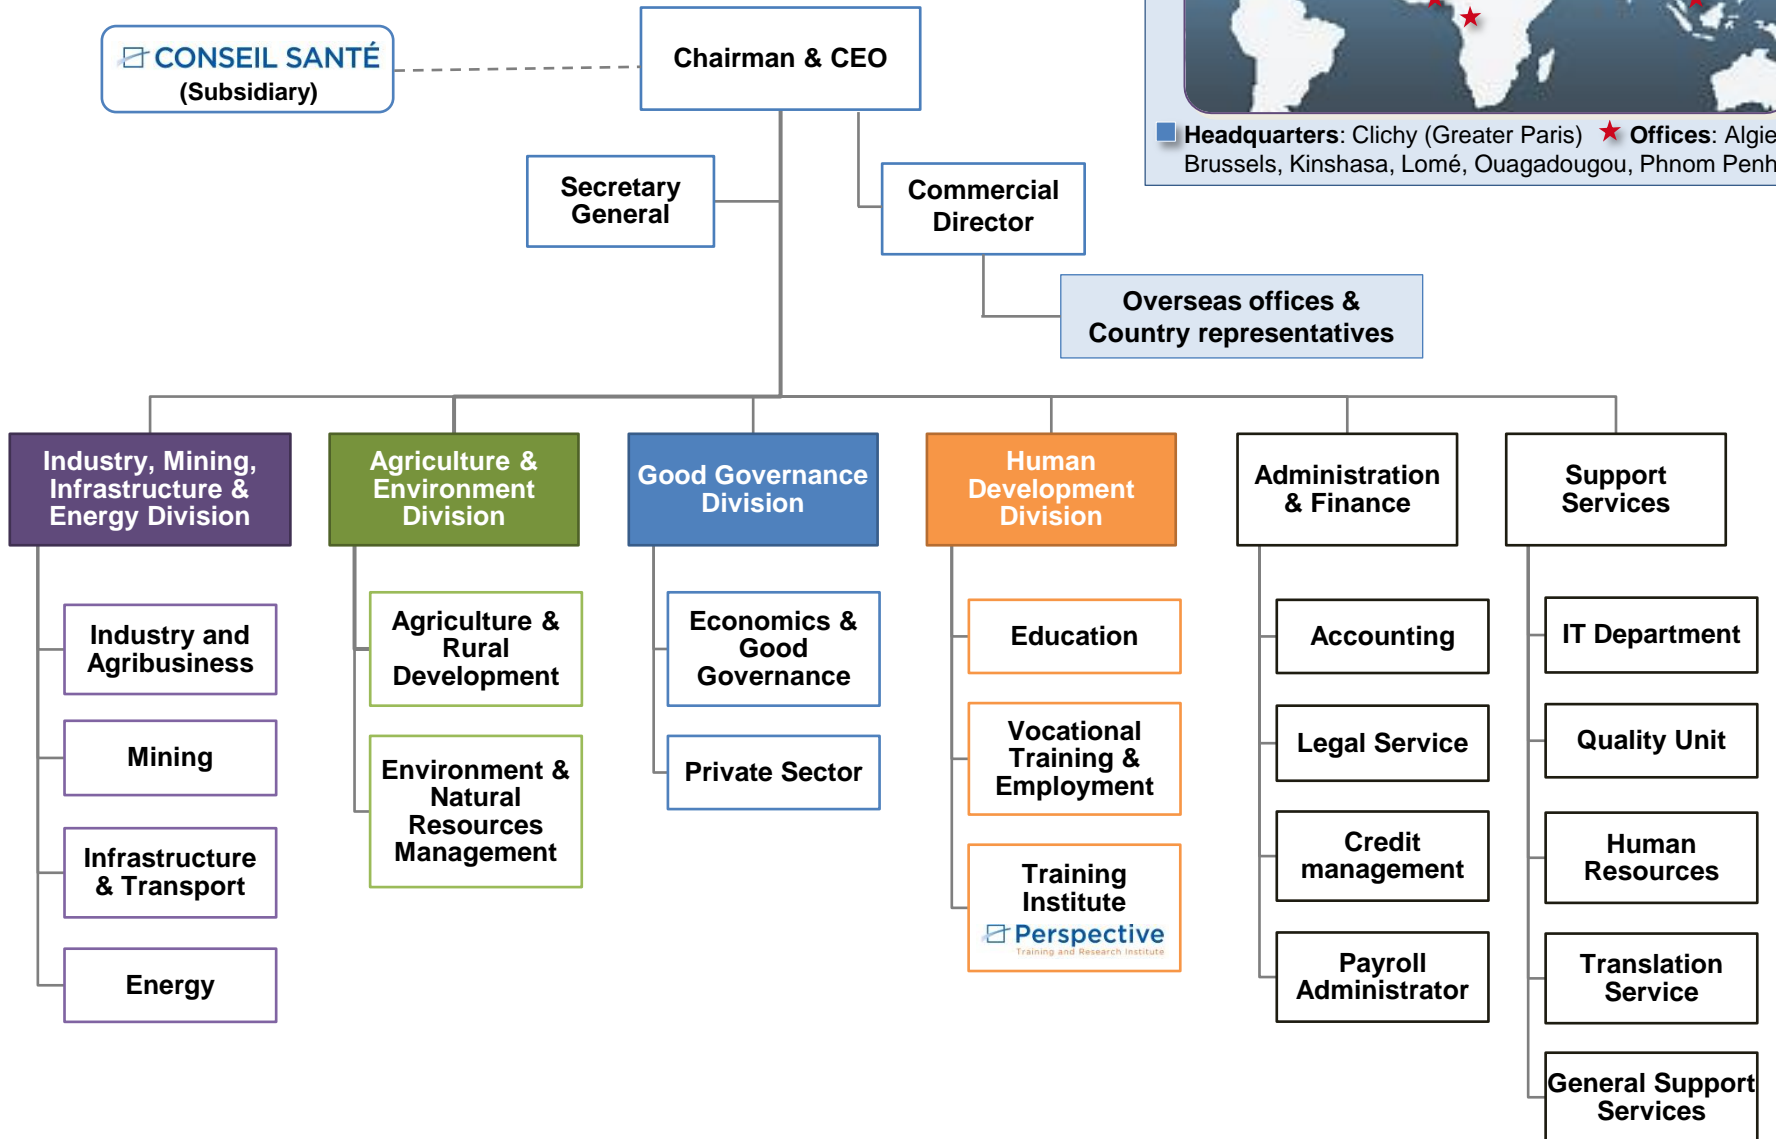 CONSEIL SANTÉ
(Subsidiary)
Chairman & CEO
Headquarters: Clichy (Greater Paris) Offices: Algie
Brussels, Kinshasa, Lomé, Ouagadougou, Phnom Penh
Secretary
General
Commercial
Director
Overseas offices &
Country representatives
Industry, Mining,
Infrastructure &
Energy Division
Agriculture &
Environment
Division
Good Governance
Division
Human
Development
Division
Administration
& Finance
Support
Services
Industry and
Agribusiness
Mining
Infrastructure
& Transport
Energy
Agriculture &
Rural
Development
Environment &
Natural
Resources
Management
Economics &
Good
Governance
Private Sector
Education
Vocational
Training &
Employment
Training
Institute
Perspective
Training and Research Institute
Accounting
Legal Service
Credit
management
Payroll
Administrator
IT Department
Quality Unit
Human
Resources
Translation
Service
General Support
Services